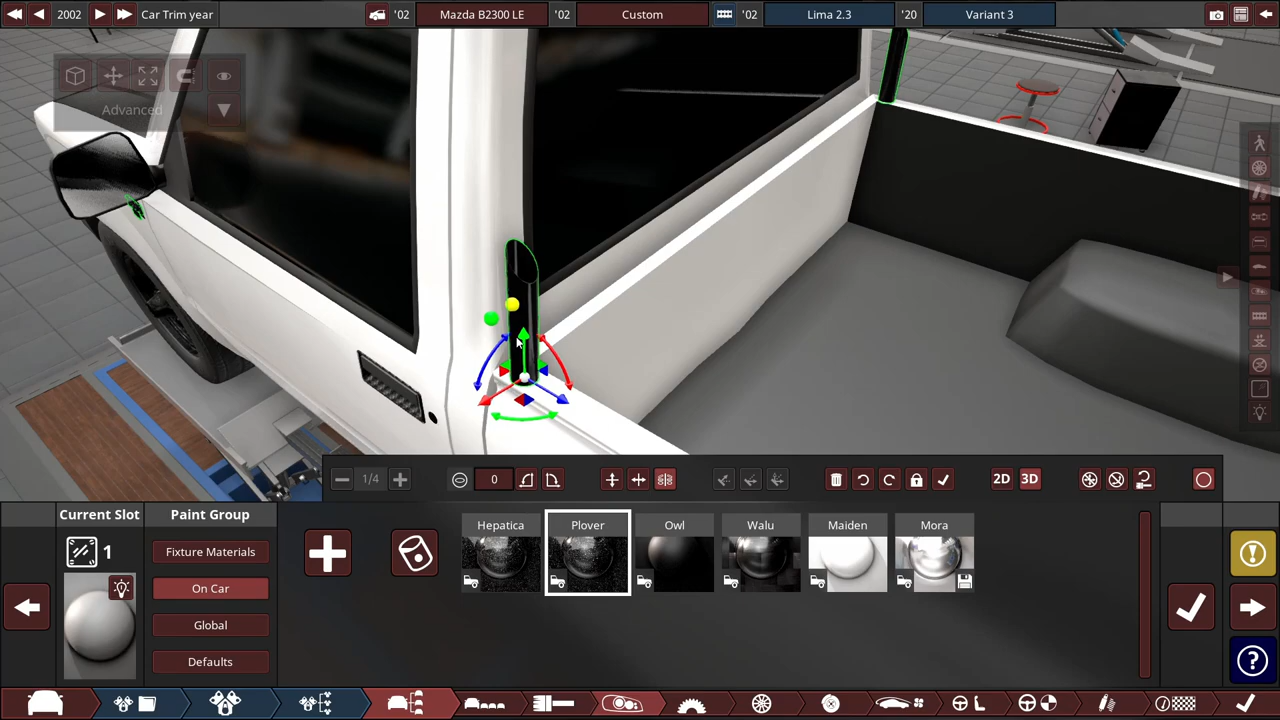 2002 Car Trim year '02 Mazda B2300 LE '02 Custom '02 Lima 2.3 '20 Variant 3
Advanced
1/4 0 2D 3D
Current Slot Paint Group
1
Fixture Materials
On Car
Global
Defaults
Hepatica Plover Owl Walu Maiden Mora